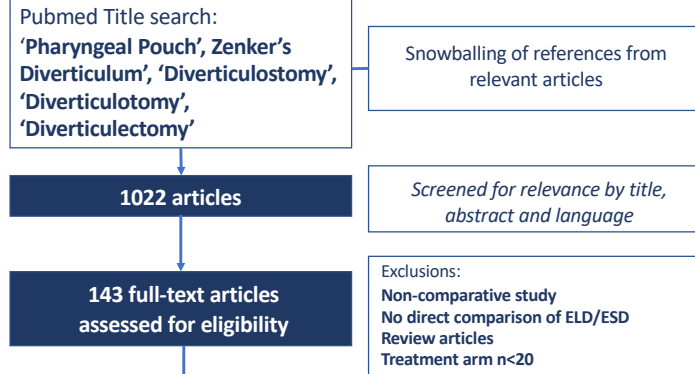 Pubmed Title search:
‘Pharyngeal Pouch’, Zenker’s
Diverticulum’, ‘Diverticulostomy’,
‘Diverticulotomy’,
‘Diverticulectomy’
Snowballing of references from
relevant articles
1022 articles
Screened for relevance by title,
abstract and language
143 full-text articles
assessed for eligibility
Exclusions:
Non-comparative study
No direct comparison of ELD/ESD
Review articles
Treatment arm n<20